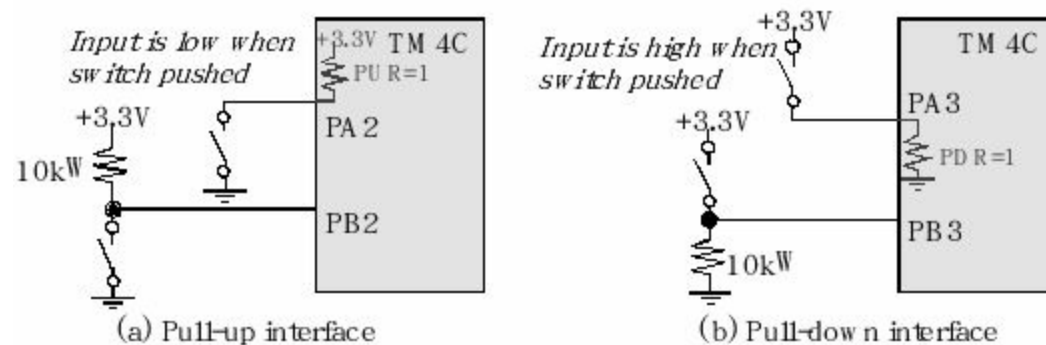 Input is low when
switch pushed
+3.3V
TM4C
PUR=1
+3.3V
PA2
10kW
PB2
(a) Pull-up interface
+3.3V
Input is high when
switch pushed
TM4C
PA3
+3.3V
PDR=1
PB3
10kW
(b) Pull-down interface